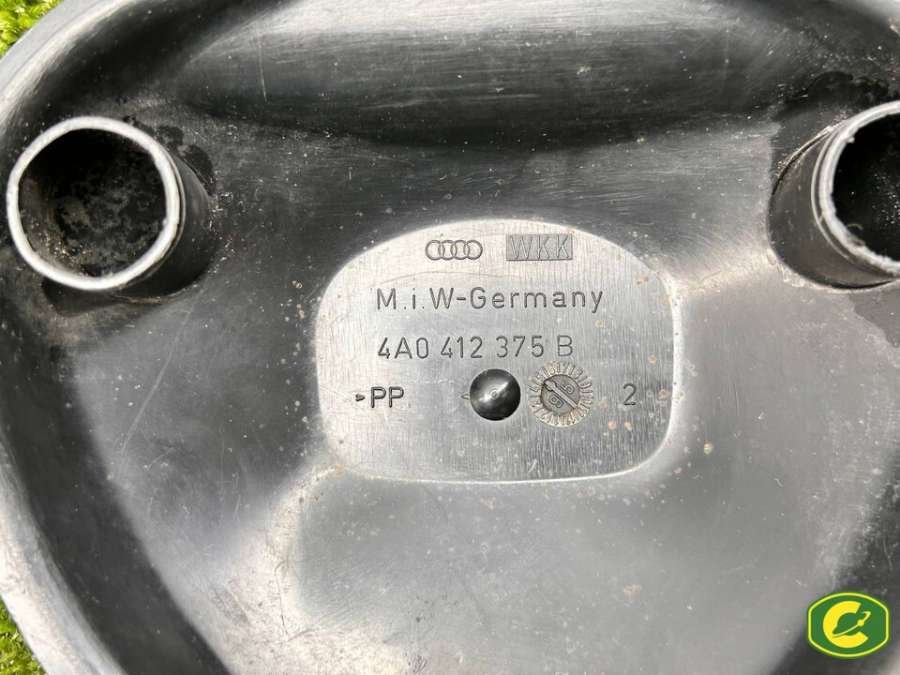 WKK
M.i.W-Germany
4A0 412 375 B
>PP
2
C